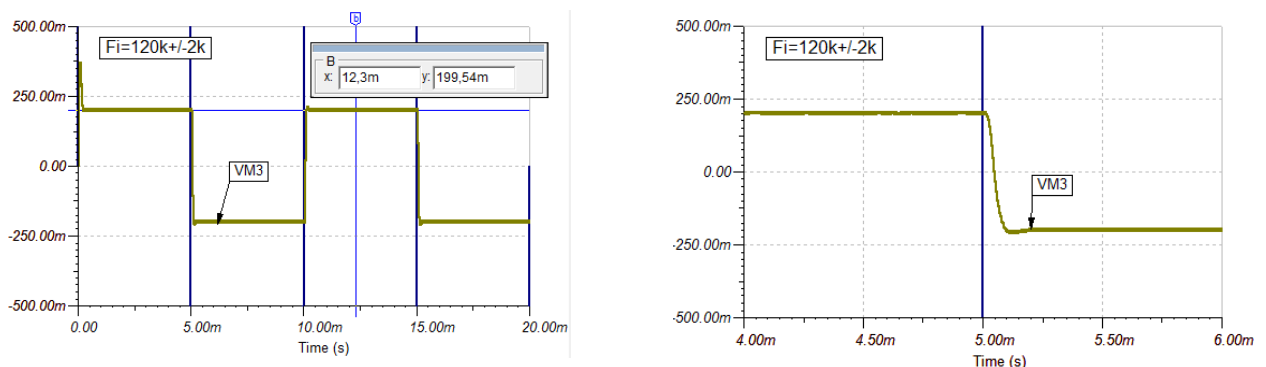 500.00m
Fi=120k+/-2k
b
B
x: 12,3m y: 199,54m
250.00m
0.00
VM3
-250.00m
-500.00m
0.00 5.00m 10.00m 15.00m 20.00m
Time (s)
500.00m
Fi=120k+/-2k
250.00m
0.00
VM3
-250.00m
-500.00m
4.00m 4.50m 5.00m 5.50m 6.00m
Time (s)